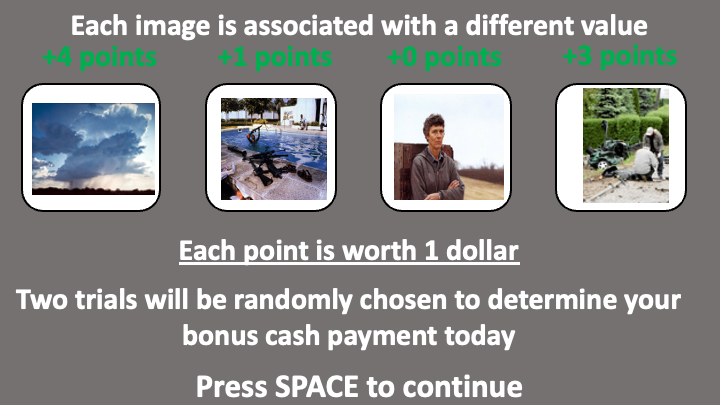 Each image is associated with a different value
+4 points +1 points +0 points +3 points
Each point is worth 1 dollar
Two trials will be randomly chosen to determine your
bonus cash payment today
Press SPACE to continue